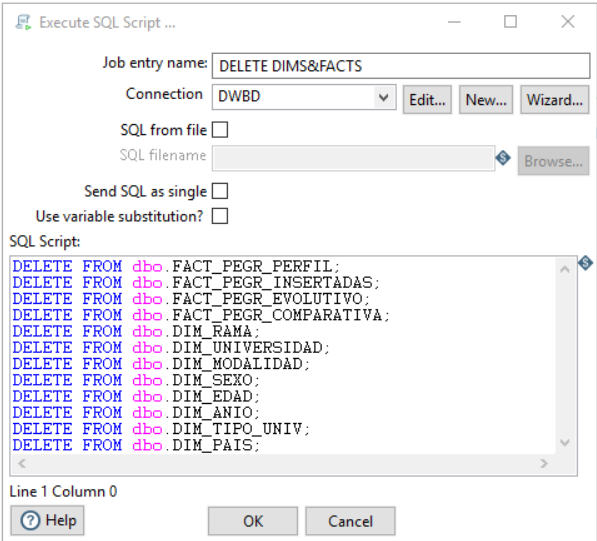 Execute SQL Script ...
Job entry name: DELETE DIMS&FACTS
Connection DWBD Edit... New... Wizard...
SQL from file
SQL filename Browse...
Send SQL as single
Use variable substitution?
SQL Script:
DELETE FROM dbo.FACT_PEGR_PERFIL;
DELETE FROM dbo.FACT_PEGR_INSERTADAS;
DELETE FROM dbo.FACT_PEGR_EVOLUTIVO;
DELETE FROM dbo.FACT_PEGR_COMPARATIVA;
DELETE FROM dbo.DIM_RAMA;
DELETE FROM dbo.DIM_UNIVERSIDAD;
DELETE FROM dbo.DIM_MODALIDAD;
DELETE FROM dbo.DIM_SEXO;
DELETE FROM dbo.DIM_EDAD;
DELETE FROM dbo.DIM_ANIO;
DELETE FROM dbo.DIM_TIPO_UNIV;
DELETE FROM dbo.DIM_PAIS;
Line 1 Column 0
Help OK Cancel